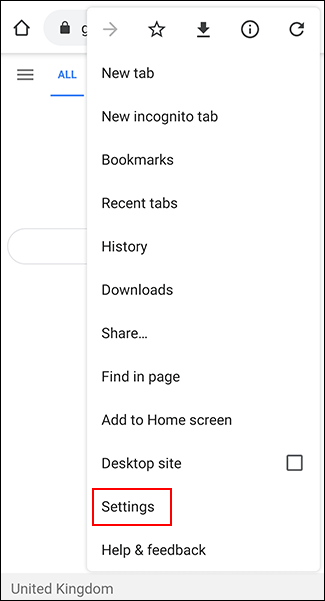 g
ALL
New tab
New incognito tab
Bookmarks
Recent tabs
History
Downloads
Share...
Find in page
Add to Home screen
Desktop site
Settings
Help & feedback
United Kingdom